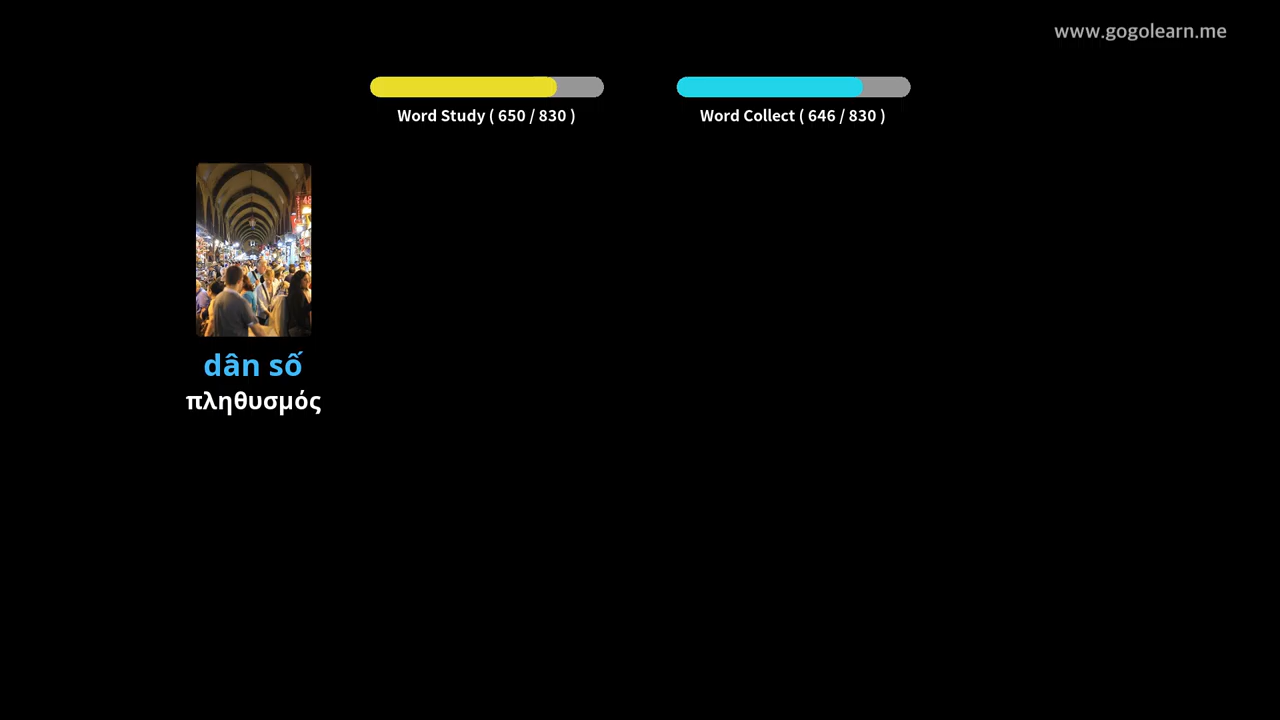 www.gogolearn.me
Word Study ( 650 / 830 )
Word Collect ( 646 / 830 )
dân số
πληθυσμός